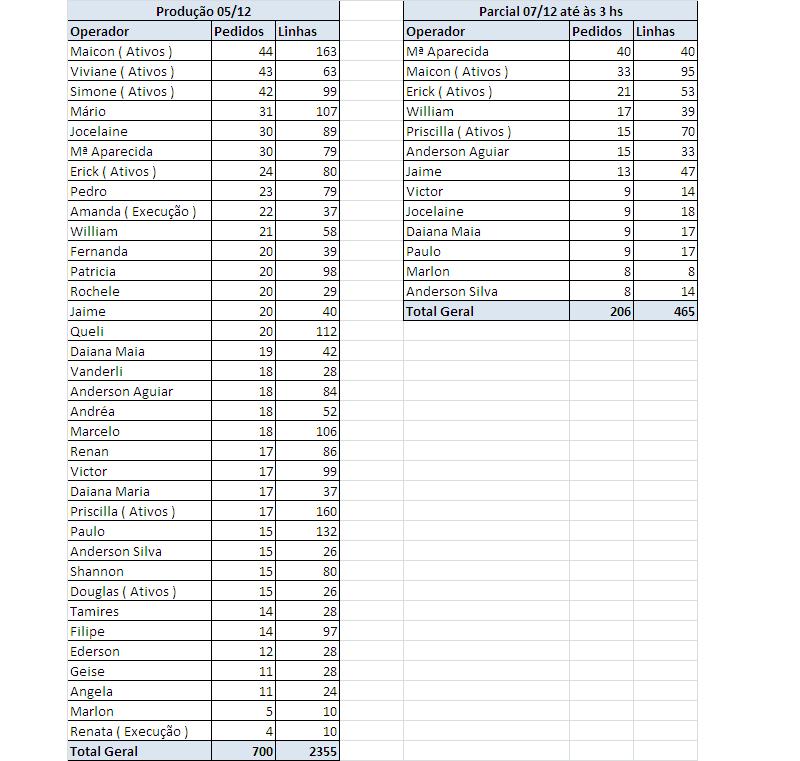 Produção 05/12
Operador Pedidos Linhas
Maicon ( Ativos ) 44 163
Viviane ( Ativos ) 43 63
Simone ( Ativos ) 42 99
Mário 31 107
Jocelaine 30 89
Mª Aparecida 30 79
Erick ( Ativos ) 24 80
Pedro 23 79
Amanda ( Execução ) 22 37
William 21 58
Fernanda 20 39
Patricia 20 98
Rochele 20 29
Jaime 20 40
Queli 20 112
Daiana Maia 19 42
Vanderli 18 28
Anderson Aguiar 18 84
Andréa 18 52
Marcelo 18 106
Renan 17 86
Victor 17 99
Daiana Maria 17 37
Priscilla ( Ativos ) 17 160
Paulo 15 132
Anderson Silva 15 26
Shannon 15 80
Douglas ( Ativos ) 15 26
Tamires 14 28
Filipe 14 97
Ederson 12 28
Geise 11 28
Angela 11 24
Marlon 5 10
Renata ( Execução ) 4 10
Total Geral 700 2355
Parcial 07/12 até às 3 hs
Operador Pedidos Linhas
Mª Aparecida 40 40
Maicon ( Ativos ) 33 95
Erick ( Ativos ) 21 53
William 17 39
Priscilla ( Ativos ) 15 70
Anderson Aguiar 15 33
Jaime 13 47
Victor 9 14
Jocelaine 9 18
Daiana Maia 9 17
Paulo 9 17
Marlon 8 8
Anderson Silva 8 14
Total Geral 206 465